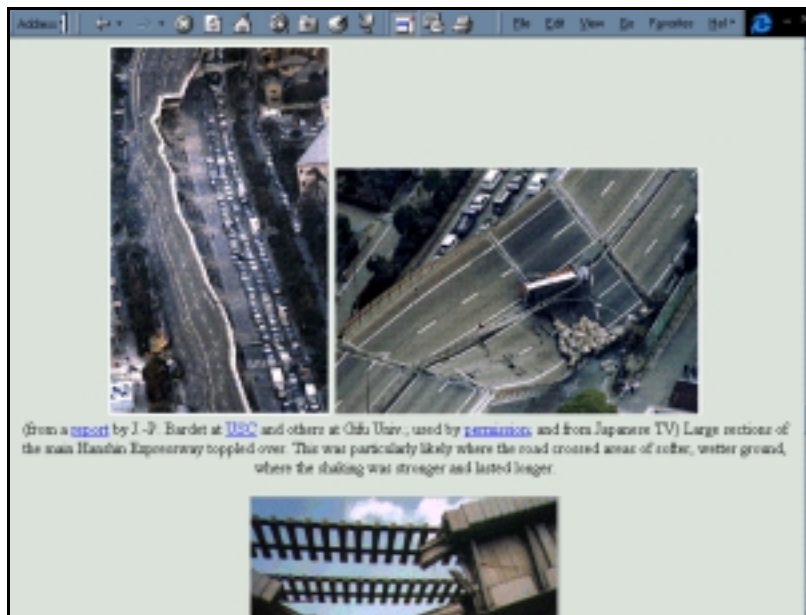 Address
File Edit View Go Favorites Help
(from a report by J.-P. Bardet at USC and others at Gifu Univ., used by permission, and from Japanese TV) Large sections of
the main Hanshin Expressway toppled over. This was particularly likely where the road crossed areas of softer, wetter ground,
where the shaking was stronger and lasted longer.